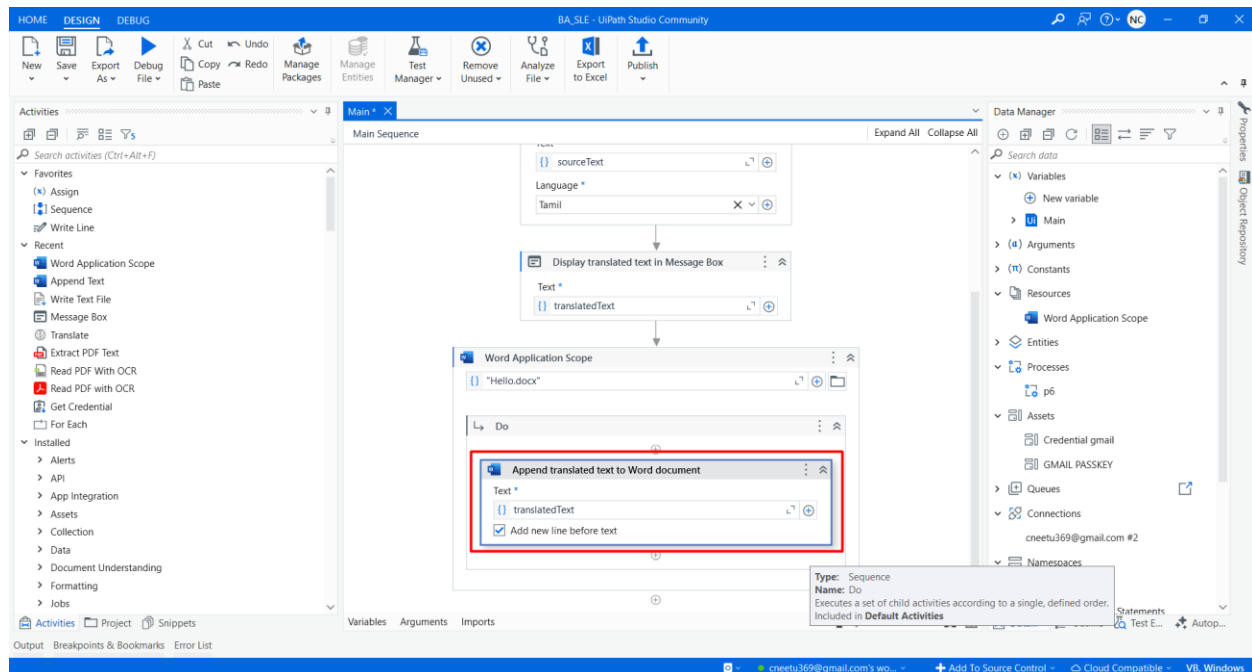 HOME DESIGN DEBUG
BA_SLE - UiPath Studio Community
NC
New
Save
Export As
Debug File
Cut
Undo
Copy
Redo
Paste
Manage Packages
Manage Entities
Test Manager
Remove Unused
Analyze File
Export to Excel
Publish
Activities
Search activities (Ctrl+Alt+F)
Favorites
Assign
Sequence
Write Line
Recent
Word Application Scope
Append Text
Write Text File
Message Box
Translate
Extract PDF Text
Read PDF With OCR
Read PDF with OCR
Get Credential
For Each
Installed
Alerts
API
App Integration
Assets
Collection
Data
Document Understanding
Formatting
Jobs
Activities Project Snippets
Output Breakpoints & Bookmarks Error List
Main *
Main Sequence
Expand All Collapse All
Text
sourceText
Language *
Tamil
Display translated text in Message Box
Text *
translatedText
Word Application Scope
"Hello.docx"
Do
Append translated text to Word document
Text *
translatedText
Add new line before text
Type: Sequence
Name: Do
Executes a set of child activities according to a single, defined order.
Included in Default Activities
Variables Arguments Imports
Data Manager
Search data
(x) Variables
New variable
Ui Main
(a) Arguments
(π) Constants
Resources
Word Application Scope
Entities
Processes
p6
Assets
Credential gmail
GMAIL PASSKEY
Queues
Connections
cneetu369@gmail.com #2
Namespaces
Statements
Test E...
Autop...
Properties
Object Repository
cneetu369@gmail.com's wo...
Add To Source Control
Cloud Compatible
VB, Windows